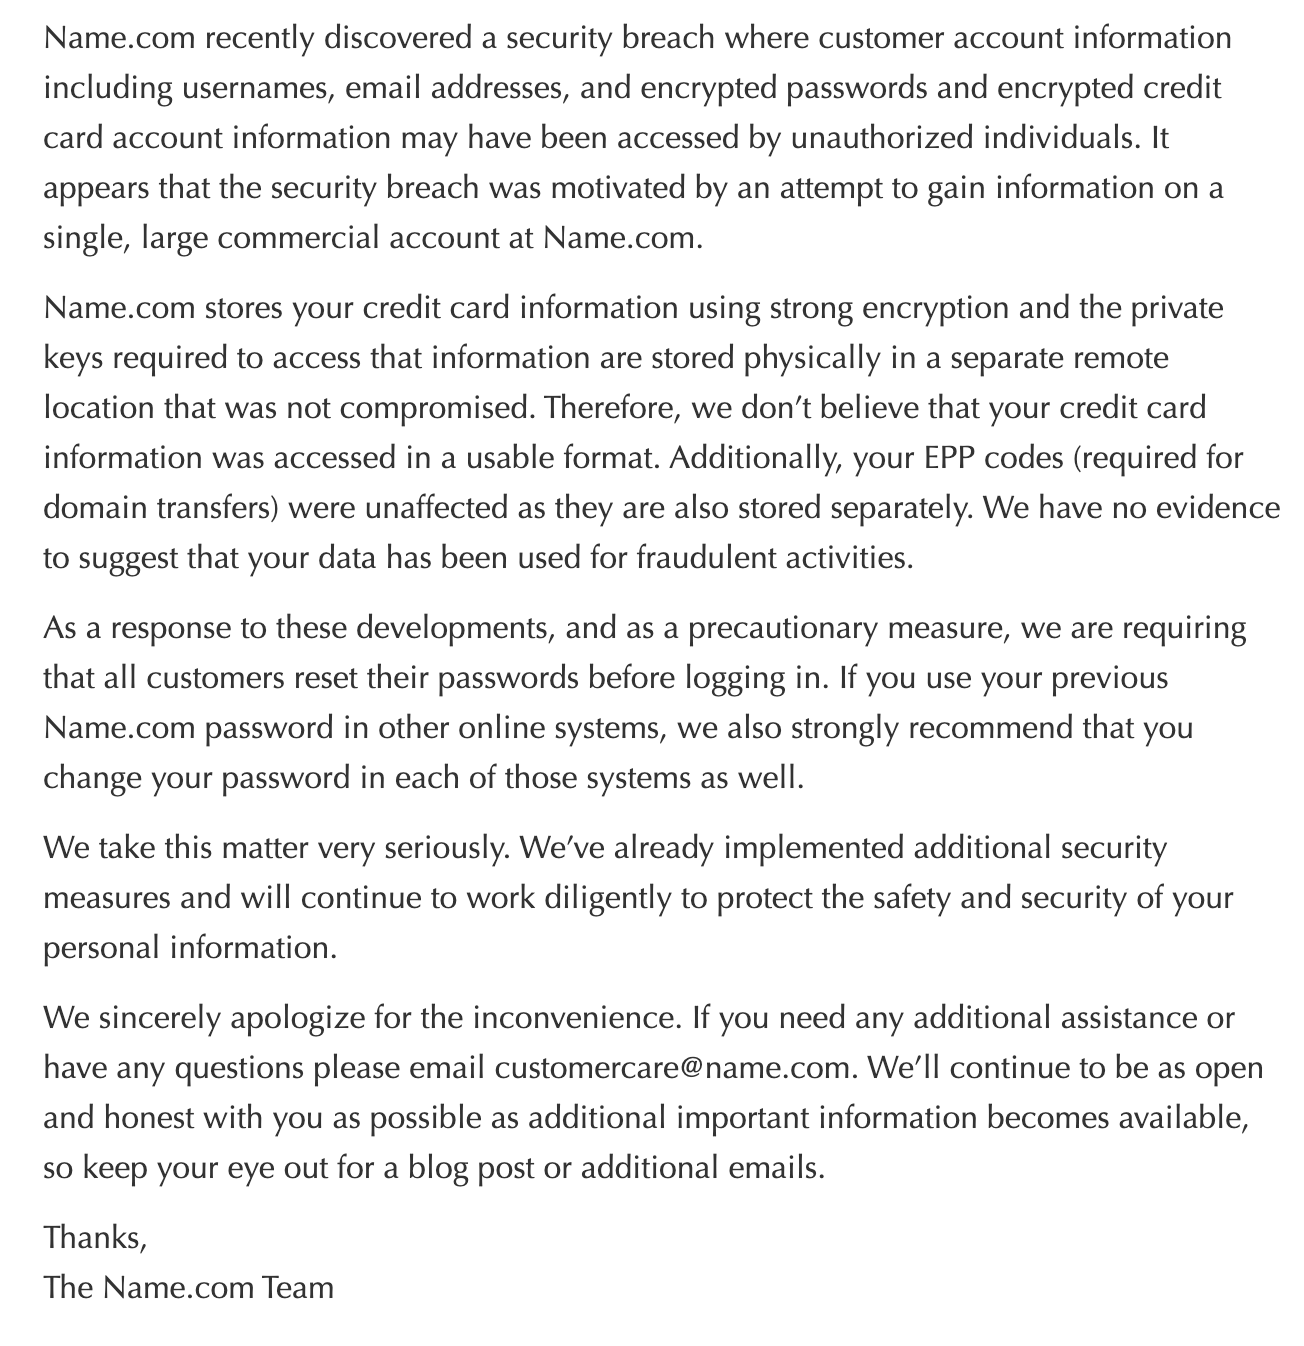 Name.com recently discovered a security breach where customer account information
including usernames, email addresses, and encrypted passwords and encrypted credit
card account information may have been accessed by unauthorized individuals. It
appears that the security breach was motivated by an attempt to gain information on a
single, large commercial account at Name.com.
Name.com stores your credit card information using strong encryption and the private
keys required to access that information are stored physically in a separate remote
location that was not compromised. Therefore, we don’t believe that your credit card
information was accessed in a usable format. Additionally, your EPP codes (required for
domain transfers) were unaffected as they are also stored separately. We have no evidence
to suggest that your data has been used for fraudulent activities.
As a response to these developments, and as a precautionary measure, we are requiring
that all customers reset their passwords before logging in. If you use your previous
Name.com password in other online systems, we also strongly recommend that you
change your password in each of those systems as well.
We take this matter very seriously. We’ve already implemented additional security
measures and will continue to work diligently to protect the safety and security of your
personal information.
We sincerely apologize for the inconvenience. If you need any additional assistance or
have any questions please email customercare@name.com. We’ll continue to be as open
and honest with you as possible as additional important information becomes available,
so keep your eye out for a blog post or additional emails.
Thanks,
The Name.com Team